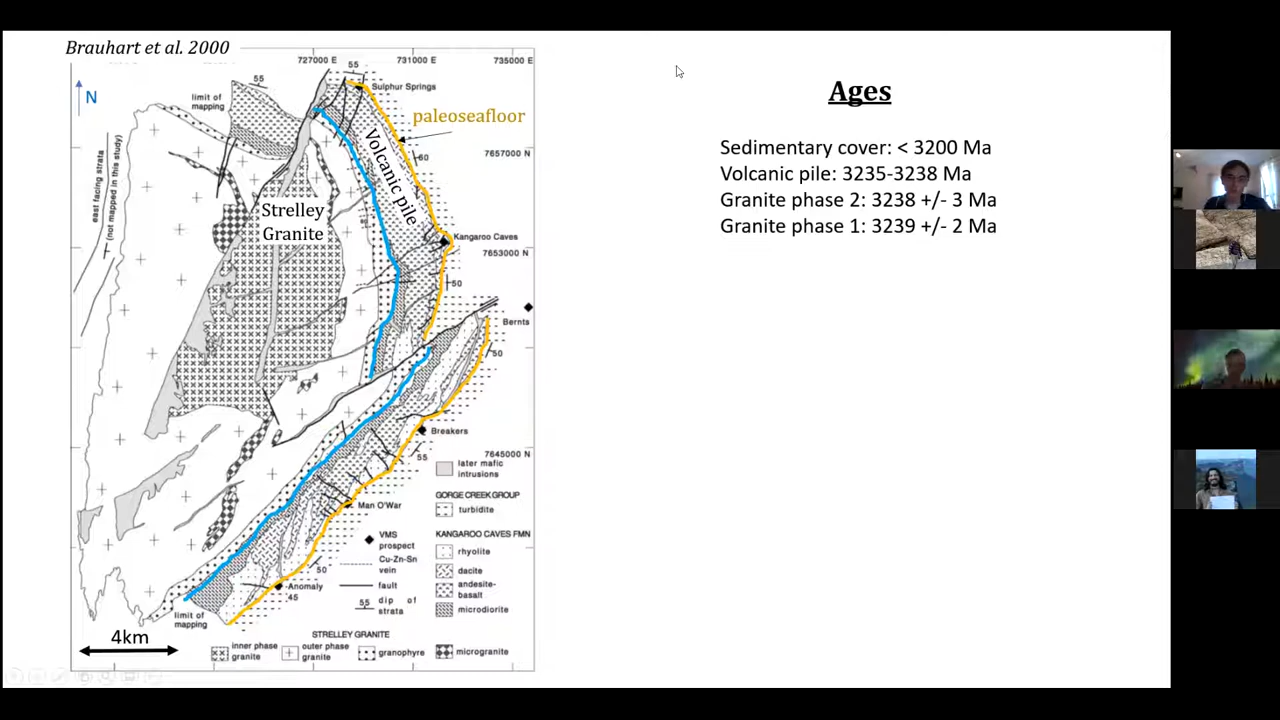 Brauhart et al. 2000
727000 E
731000 E
735000 E
N
55
55
limit of
mapping
Sulphur Springs
paleoseafloor
Volcanic pile
60
7657000 N
east facing strata
(not mapped in this study)
Strelley
Granite
Kangaroo Caves
7653000 N
50
Bernts
50
Breakers
55
7645000 N
later mafic
intrusions
GORGE CREEK GROUP
turbidite
Man O'War
VMS
prospect
Cu-Zn-Sn
vein
fault
55
dip of
strata
KANGAROO CAVES FMN
rhyolite
dacite
andesite-
basalt
microdiorite
50
Anomaly
45
limit of
mapping
4km
STRELLEY GRANITE
inner phase
granite
outer phase
granite
granophyre
microgranite
Ages
Sedimentary cover: < 3200 Ma
Volcanic pile: 3235-3238 Ma
Granite phase 2: 3238 +/- 3 Ma
Granite phase 1: 3239 +/- 2 Ma